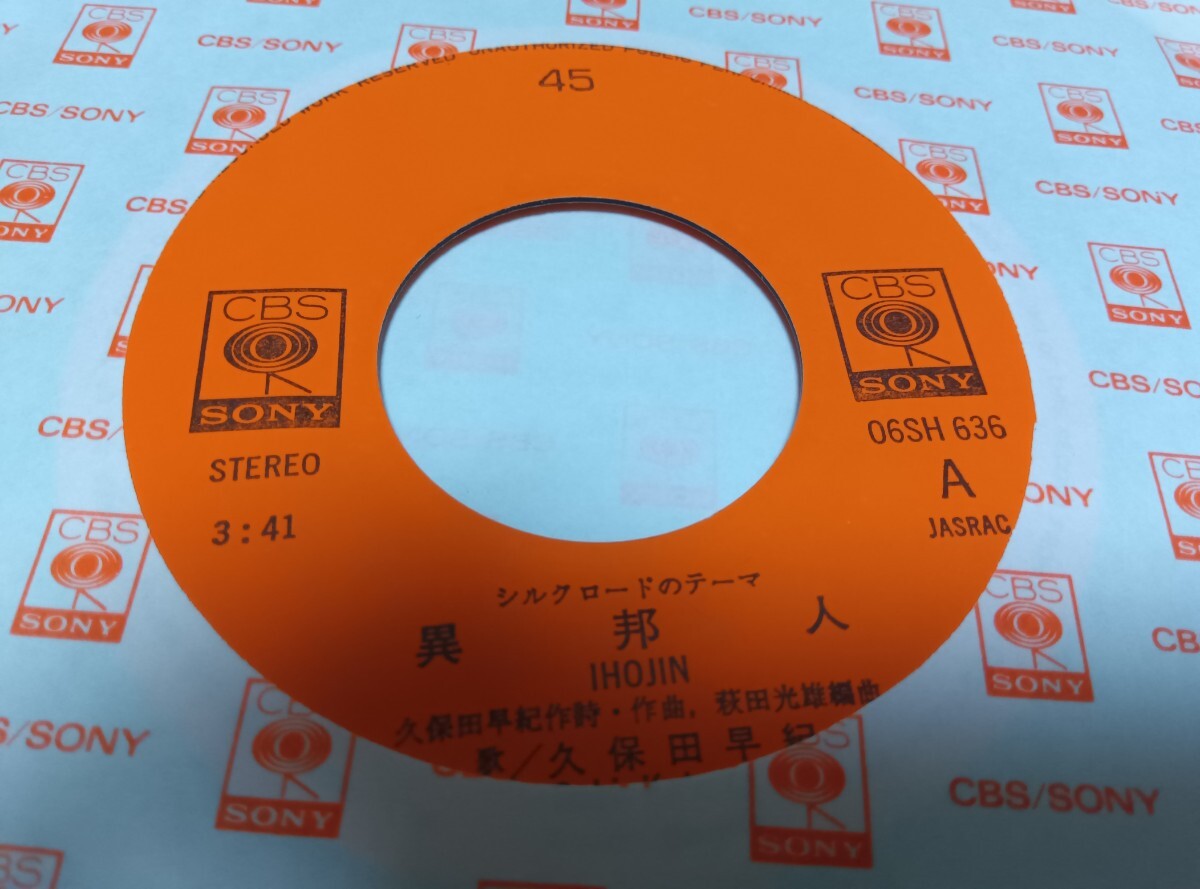 45
CBS
SONY
STEREO
3:41
CBS
SONY
06SH 636
A
JASRAC
シルクロードのテーマ
異邦人
IHOJIN
久保田早紀作詩・作曲, 萩田光雄編曲
歌/久保田早紀
CBS/SONY